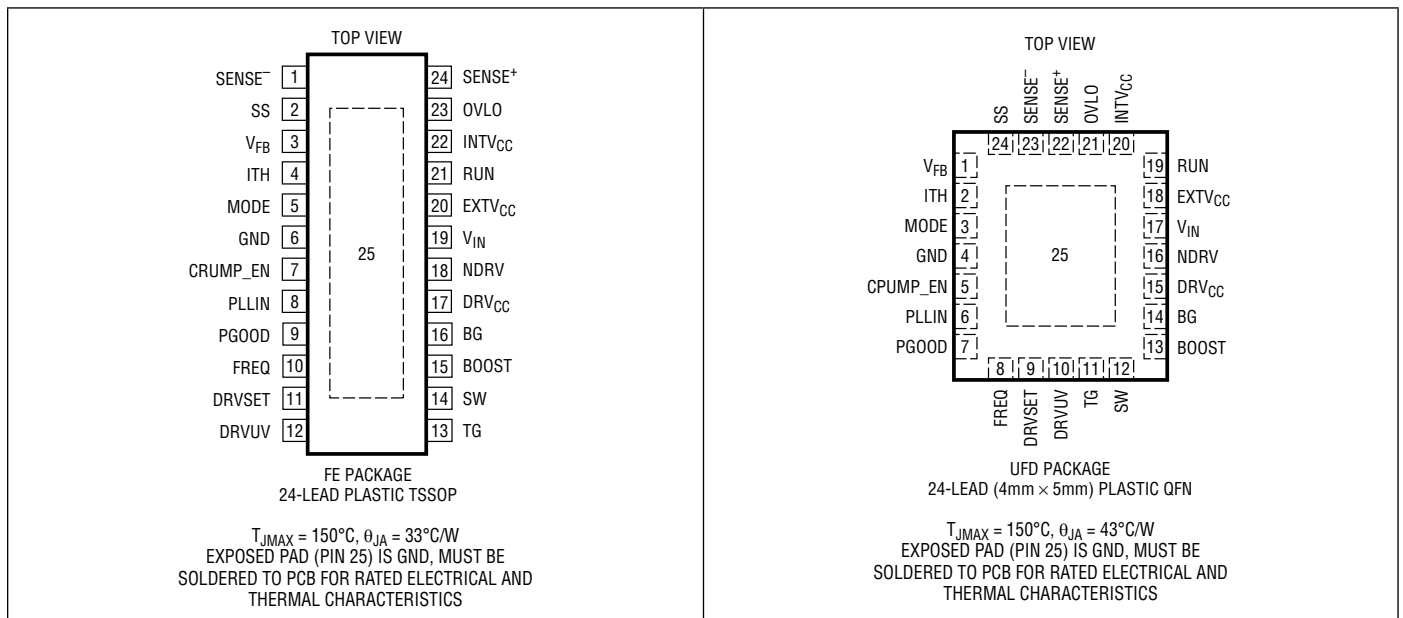 TOP VIEW
SENSE⁻ 1
SS 2
VFB 3
ITH 4
MODE 5
GND 6
CRUMP_EN 7
PLLIN 8
PGOOD 9
FREQ 10
DRVSET 11
DRVUV 12
25
24 SENSE⁺
23 OVLO
22 INTVCC
21 RUN
20 EXTVCC
19 VIN
18 NDRV
17 DRVCC
16 BG
15 BOOST
14 SW
13 TG
FE PACKAGE
24-LEAD PLASTIC TSSOP
TJMAX = 150°C, θJA = 33°C/W
EXPOSED PAD (PIN 25) IS GND, MUST BE
SOLDERED TO PCB FOR RATED ELECTRICAL AND
THERMAL CHARACTERISTICS
TOP VIEW
SS SENSE⁻ SENSE⁺ OVLO INTVCC
24 23 22 21 20
VFB 1
ITH 2
MODE 3
GND 4
CPUMP_EN 5
PLLIN 6
PGOOD 7
25
19 RUN
18 EXTVCC
17 VIN
16 NDRV
15 DRVCC
14 BG
13 BOOST
8 9 10 11 12
FREQ DRVSET DRVUV TG SW
UFD PACKAGE
24-LEAD (4mm × 5mm) PLASTIC QFN
TJMAX = 150°C, θJA = 43°C/W
EXPOSED PAD (PIN 25) IS GND, MUST BE
SOLDERED TO PCB FOR RATED ELECTRICAL AND
THERMAL CHARACTERISTICS